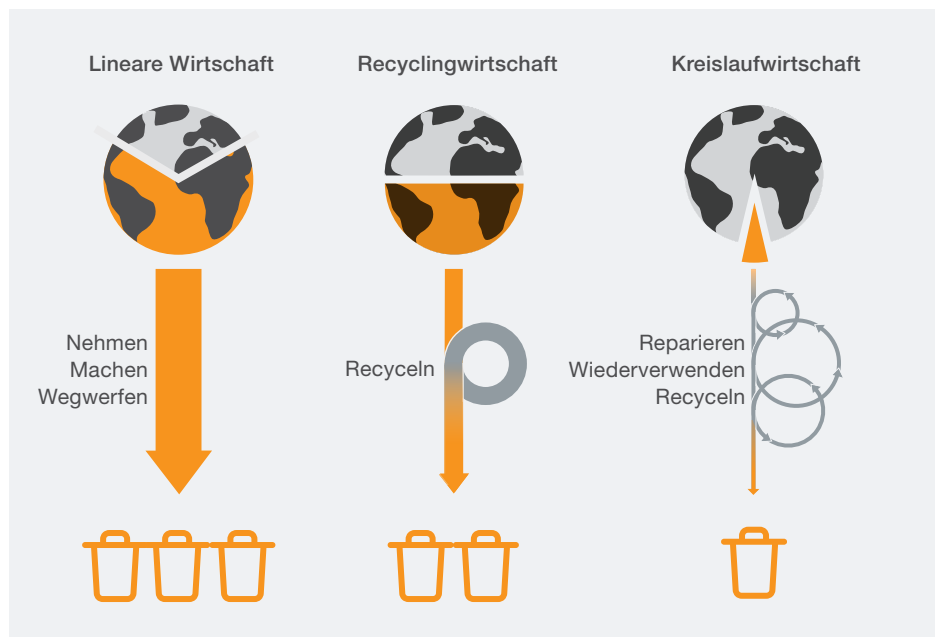 Lineare Wirtschaft
Recyclingwirtschaft
Kreislaufwirtschaft
Nehmen
Machen
Wegwerfen
Recyceln
Reparieren
Wiederverwenden
Recyceln